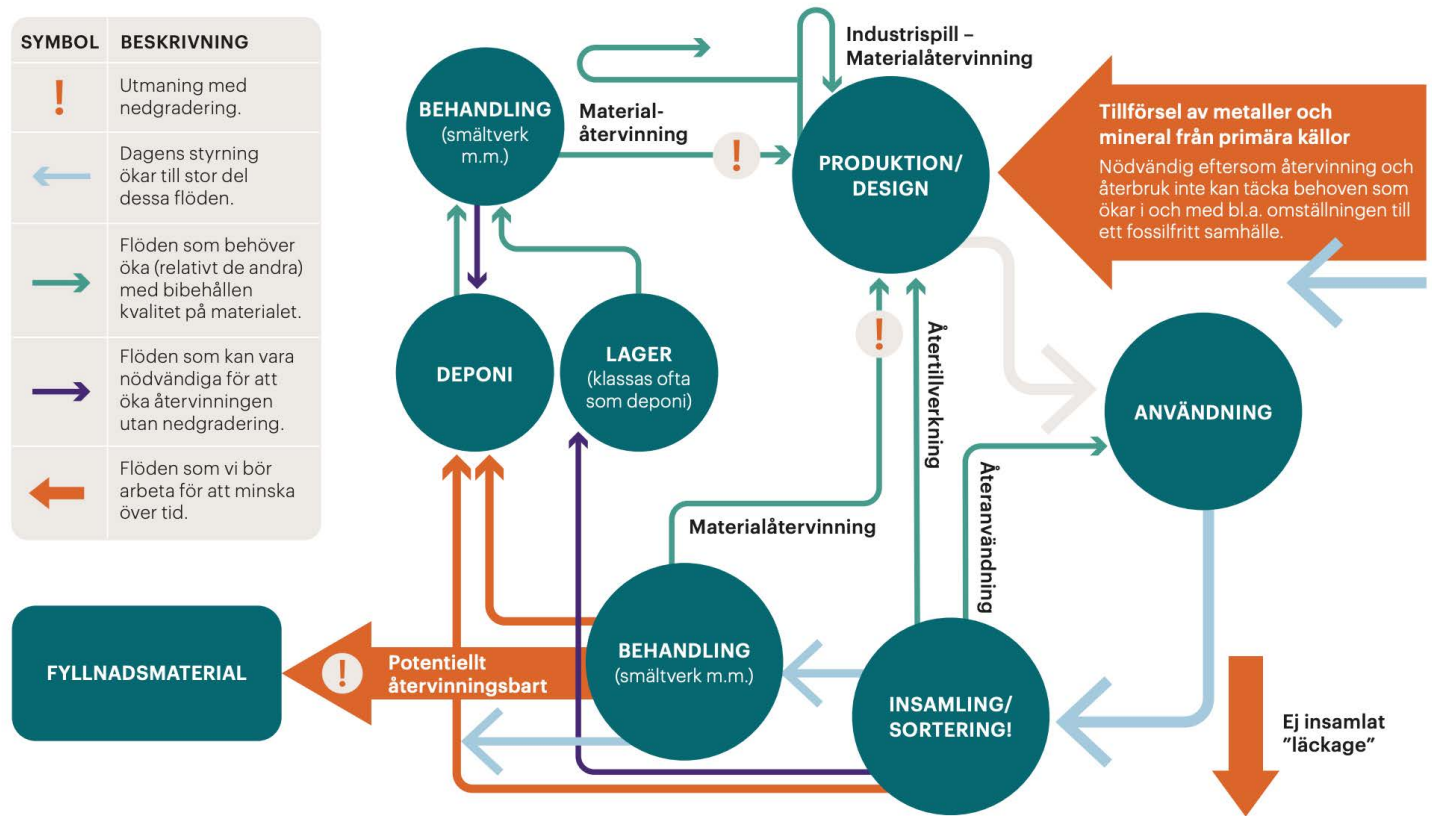 SYMBOL BESKRIVNING
!
Utmaning med
nedgradering.
Dagens styrning
ökar till stor del
dessa flöden.
Flöden som behöver
öka (relativt de andra)
med bibehållen
kvalitet på materialet.
Flöden som kan vara
nödvändiga för att
öka återvinningen
utan nedgradering.
Flöden som vi bör
arbeta för att minska
över tid.
BEHANDLING
(smältverk
m.m.)
Material-
återvinning
!
Industrispill –
Materialåtervinning
PRODUKTION/
DESIGN
Tillförsel av metaller och
mineral från primära källor
Nödvändig eftersom återvinning och
återbruk inte kan täcka behoven som
ökar i och med bl.a. omställningen till
ett fossilfritt samhälle.
DEPONI
LAGER
(klassas ofta
som deponi)
!
Återtillverkning
ANVÄNDNING
Återanvändning
Materialåtervinning
FYLLNADSMATERIAL
!
Potentiellt
återvinningsbart
BEHANDLING
(smältverk m.m.)
INSAMLING/
SORTERING!
Ej insamlat
"läckage"